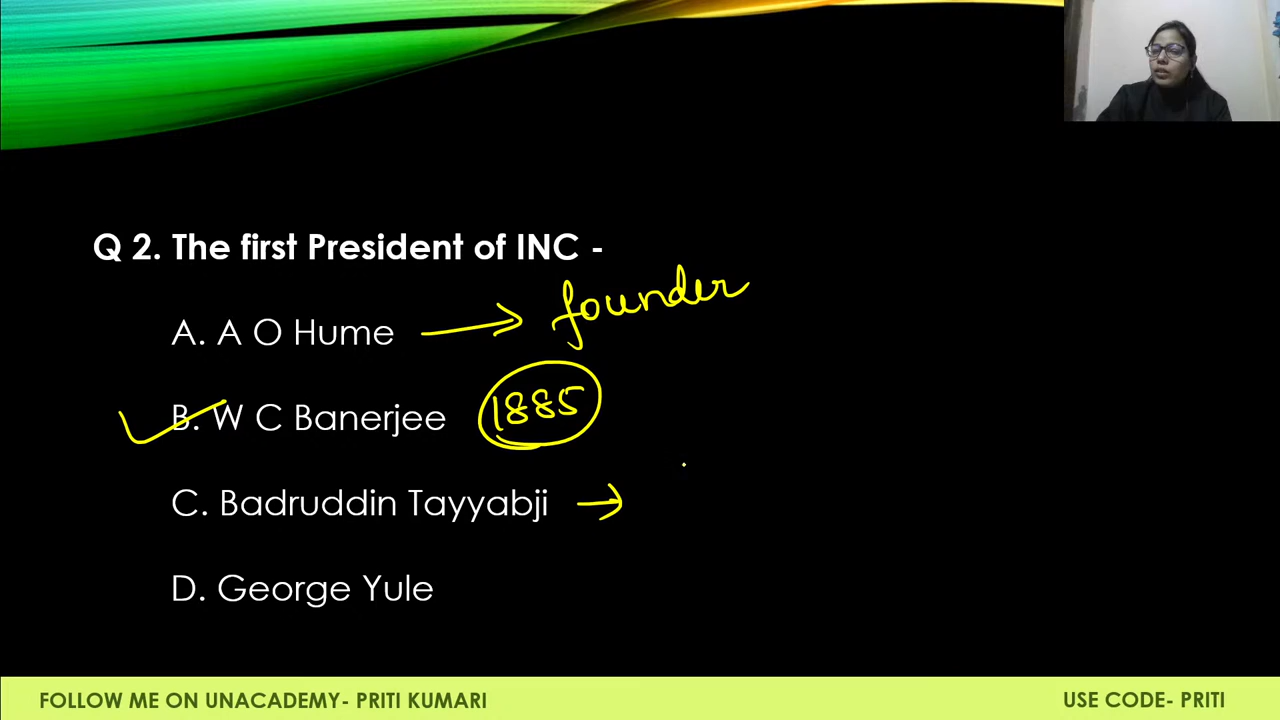 Q 2. The first President of INC -
A. A O Hume → founder
B. W C Banerjee 1885
C. Badruddin Tayyabji →
D. George Yule
FOLLOW ME ON UNACADEMY- PRITI KUMARI
USE CODE- PRITI